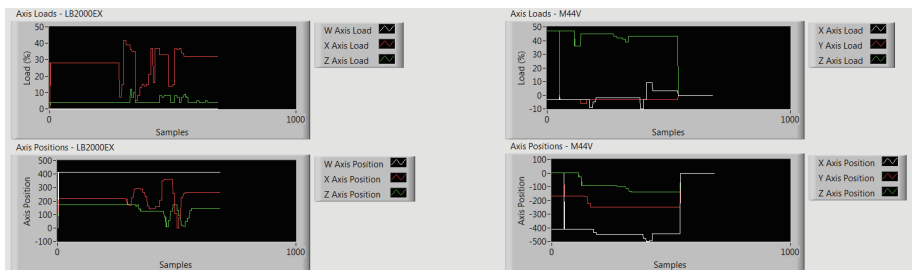 Axis Loads - LB2000EX
Load (%)
50
40
30
20
10
0
0
1000
Samples
W Axis Load
X Axis Load
Z Axis Load
Axis Loads - M44V
Load (%)
50
40
30
20
10
0
-10
0
1000
Samples
X Axis Load
Y Axis Load
Z Axis Load
Axis Positions - LB2000EX
Axis Position
500
400
300
200
100
0
-100
0
1000
Samples
W Axis Position
X Axis Position
Z Axis Position
Axis Positions - M44V
Axis Position
100
0
-100
-200
-300
-400
-500
0
1000
Samples
X Axis Position
Y Axis Position
Z Axis Position